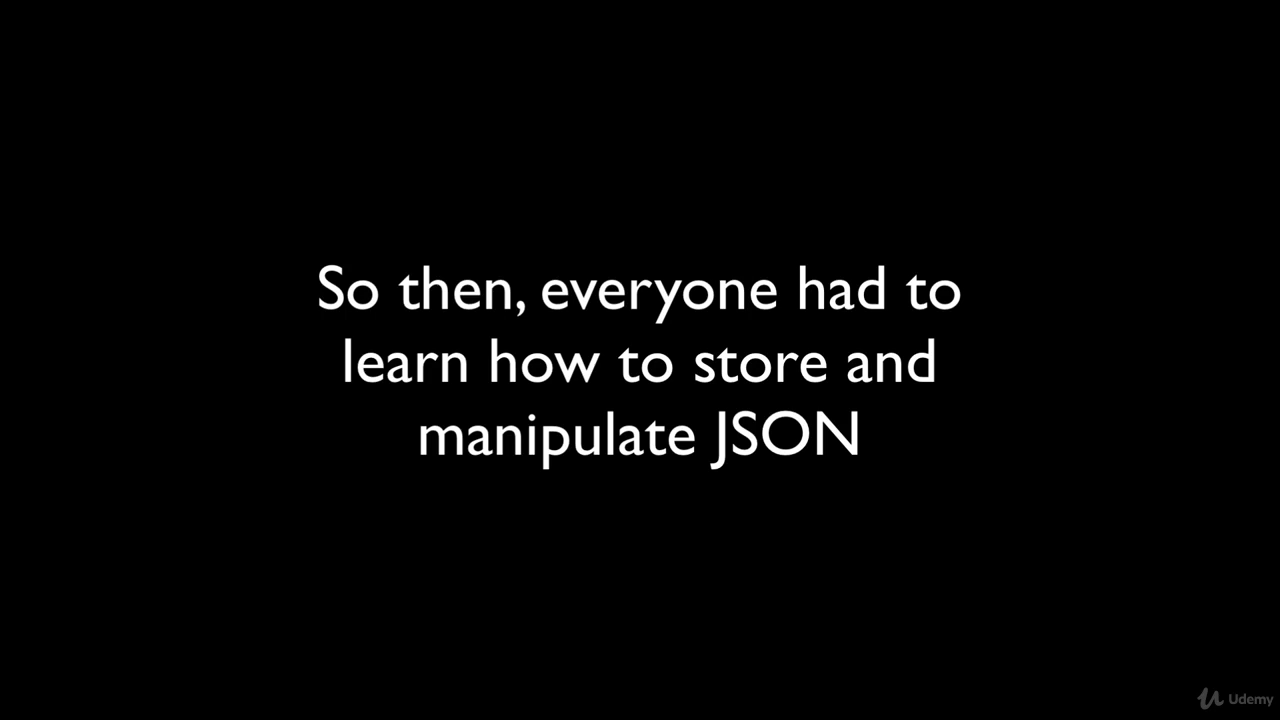 So then, everyone had to
learn how to store and
manipulate JSON
Udemy